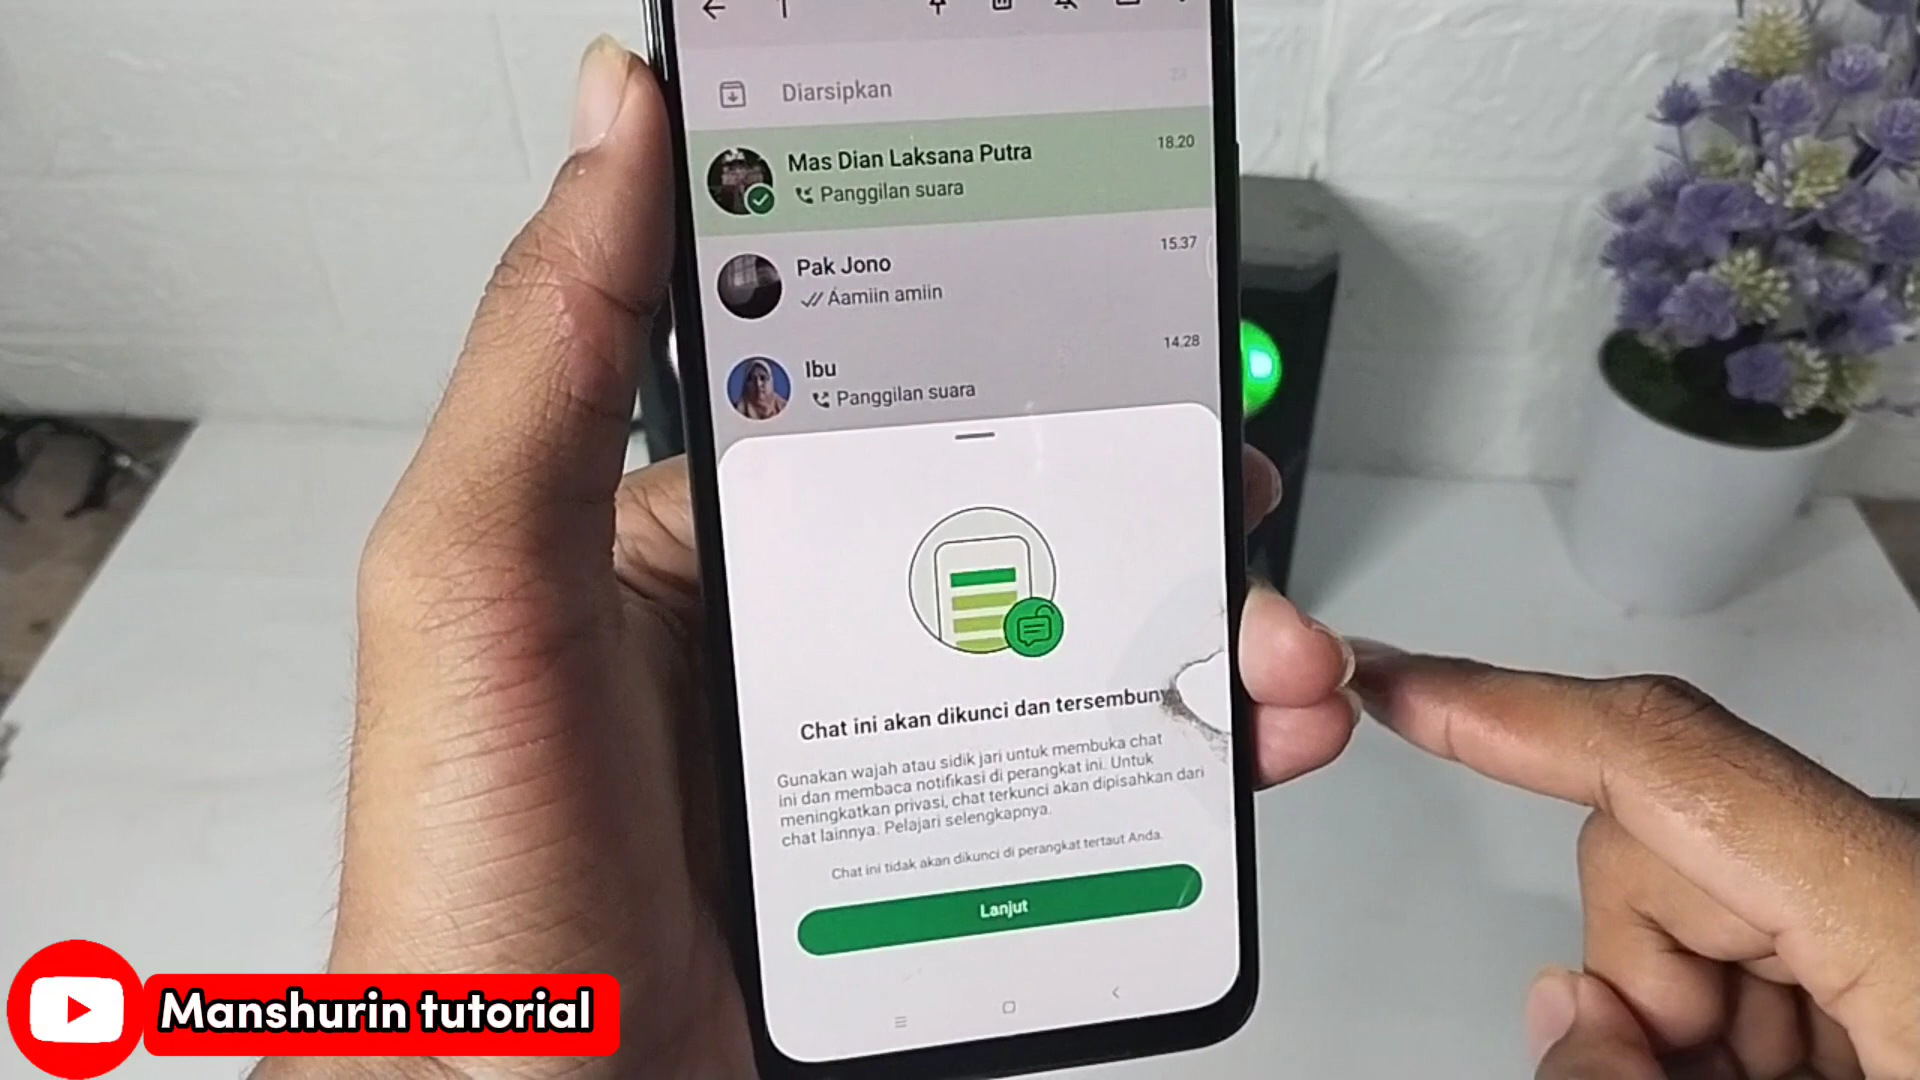 Diarsipkan
Mas Dian Laksana Putra
18.20
Panggilan suara
Pak Jono
15.37
Aamiin amiin
Ibu
14.28
Panggilan suara
Chat ini akan dikunci dan
Gunakan wajah atau sidik jari untuk membuka chat
ini dan membaca notifikasi di perangkat ini. Untuk
meningkatkan privasi, chat terkunci akan dipisahkan dari
chat lainnya. Pelajari selengkapnya.
Chat ini tidak akan dikunci di perangkat tertaut Anda.
Lanjut
Manshurin tutorial